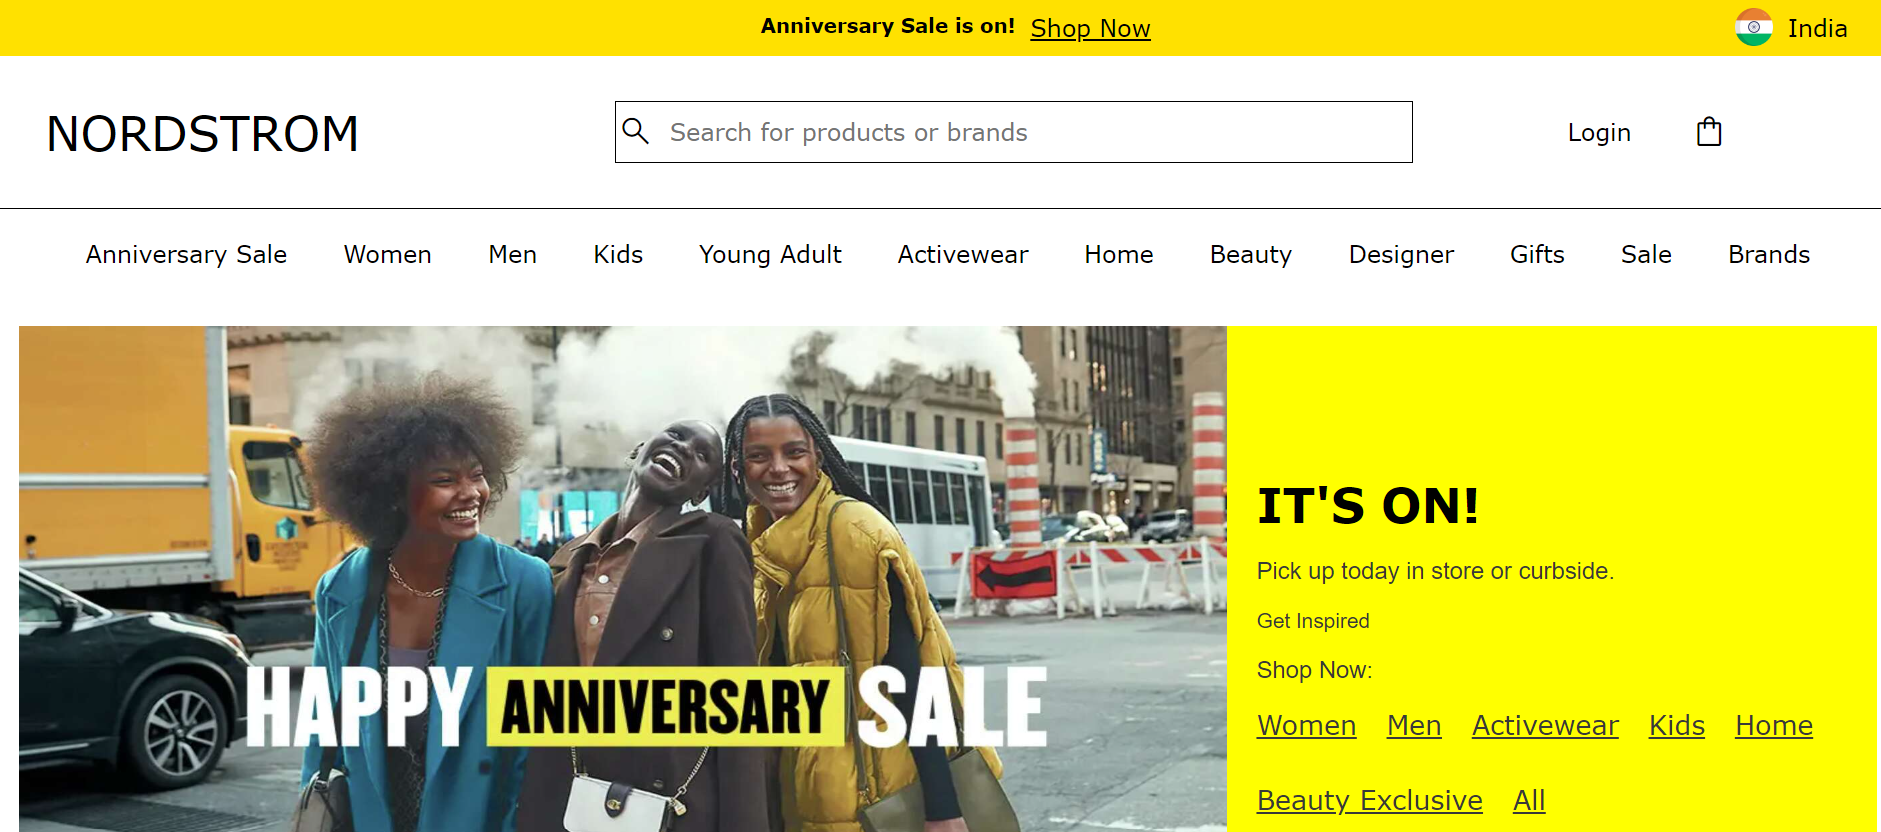 Anniversary Sale is on! Shop Now
India
NORDSTROM
Search for products or brands
Login
Anniversary Sale Women Men Kids Young Adult Activewear Home Beauty Designer Gifts Sale Brands
HAPPY ANNIVERSARY SALE
IT'S ON!
Pick up today in store or curbside.
Get Inspired
Shop Now:
Women Men Activewear Kids Home
Beauty Exclusive All